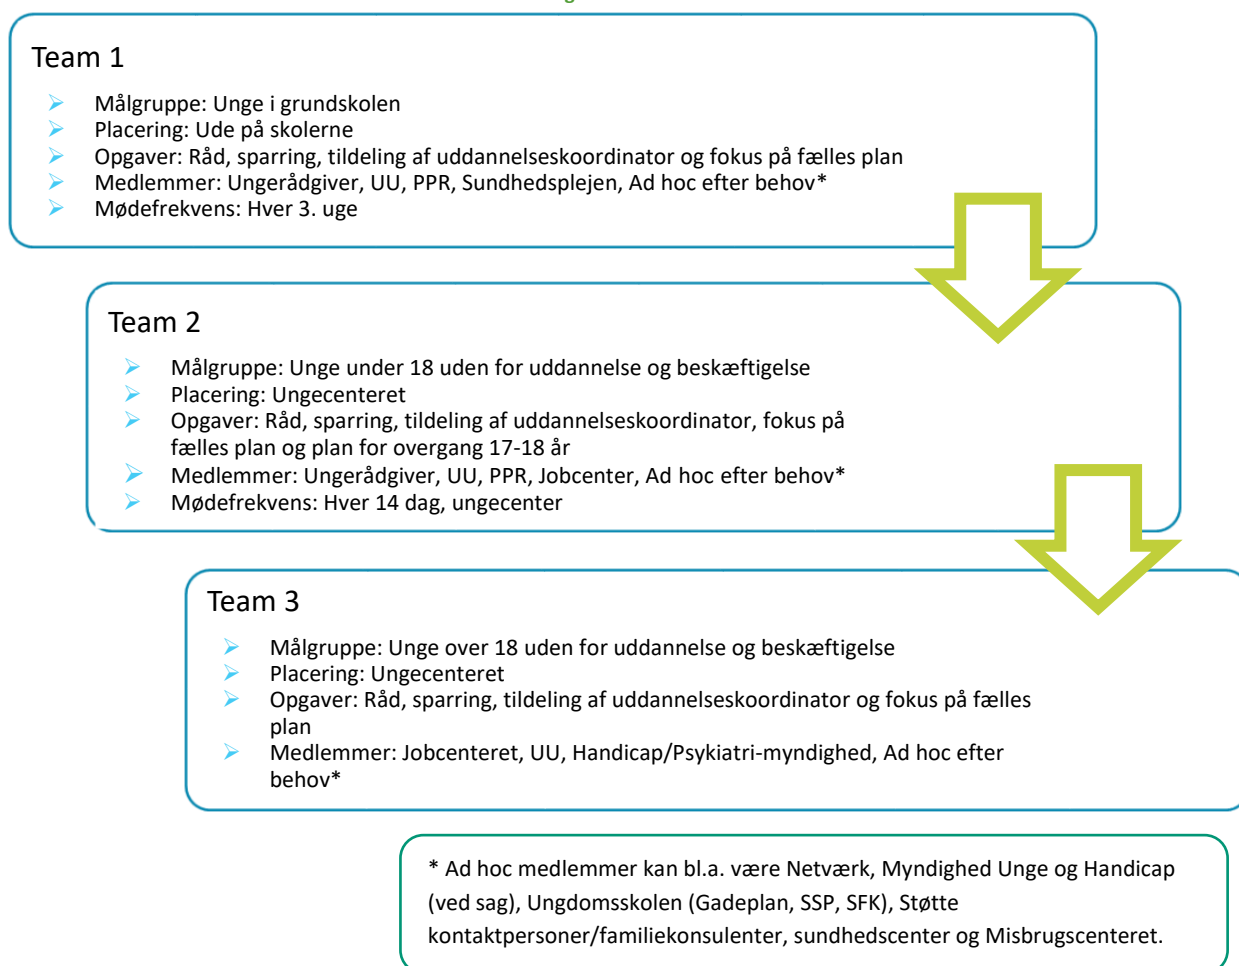 Team 1
➢ Målgruppe: Unge i grundskolen
➢ Placering: Ude på skolerne
➢ Opgaver: Råd, sparring, tildeling af uddannelseskoordinator og fokus på fælles plan
➢ Medlemmer: Ungerådgiver, UU, PPR, Sundhedsplejen, Ad hoc efter behov*
➢ Mødefrekvens: Hver 3. uge
Team 2
➢ Målgruppe: Unge under 18 uden for uddannelse og beskæftigelse
➢ Placering: Ungecenteret
➢ Opgaver: Råd, sparring, tildeling af uddannelseskoordinator, fokus på
fælles plan og plan for overgang 17-18 år
➢ Medlemmer: Ungerådgiver, UU, PPR, Jobcenter, Ad hoc efter behov*
➢ Mødefrekvens: Hver 14 dag, ungecenter
Team 3
➢ Målgruppe: Unge over 18 uden for uddannelse og beskæftigelse
➢ Placering: Ungecenteret
➢ Opgaver: Råd, sparring, tildeling af uddannelseskoordinator og fokus på fælles
plan
➢ Medlemmer: Jobcenteret, UU, Handicap/Psykiatri-myndighed, Ad hoc efter
behov*
* Ad hoc medlemmer kan bl.a. være Netværk, Myndighed Unge og Handicap
(ved sag), Ungdomsskolen (Gadeplan, SSP, SFK), Støtte
kontaktpersoner/familiekonsulenter, sundhedscenter og Misbrugscenteret.